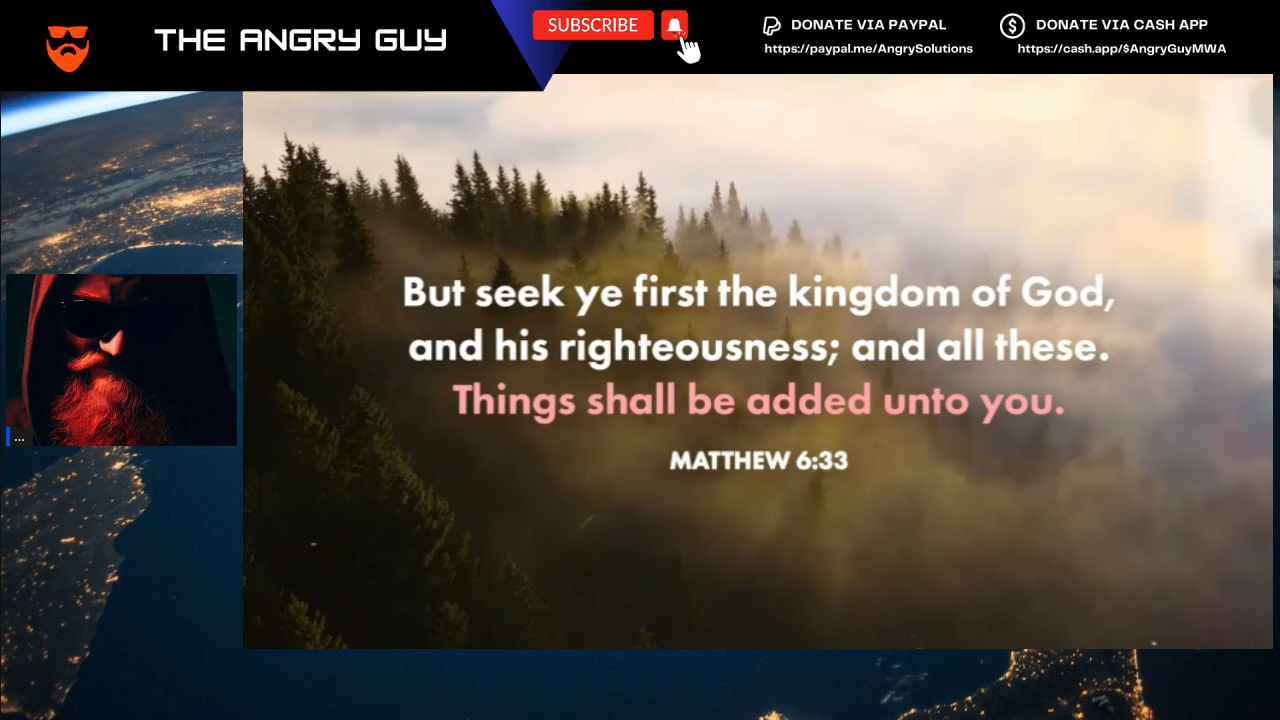 THE ANGRY GUY
SUBSCRIBE
DONATE VIA PAYPAL
https://paypal.me/AngrySolutions
DONATE VIA CASH APP
https://cash.app/$AngryGuyMWA
But seek ye first the kingdom of God,
and his righteousness; and all these.
Things shall be added unto you.
MATTHEW 6:33
...